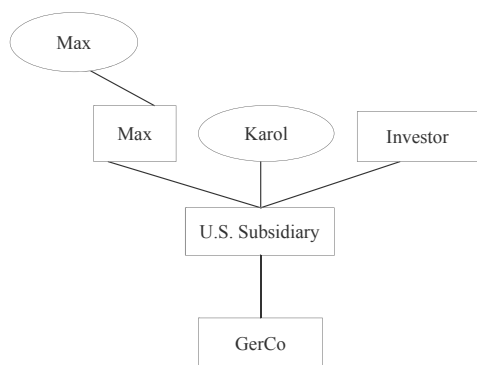 Max
Max
Karol
Investor
U.S. Subsidiary
GerCo